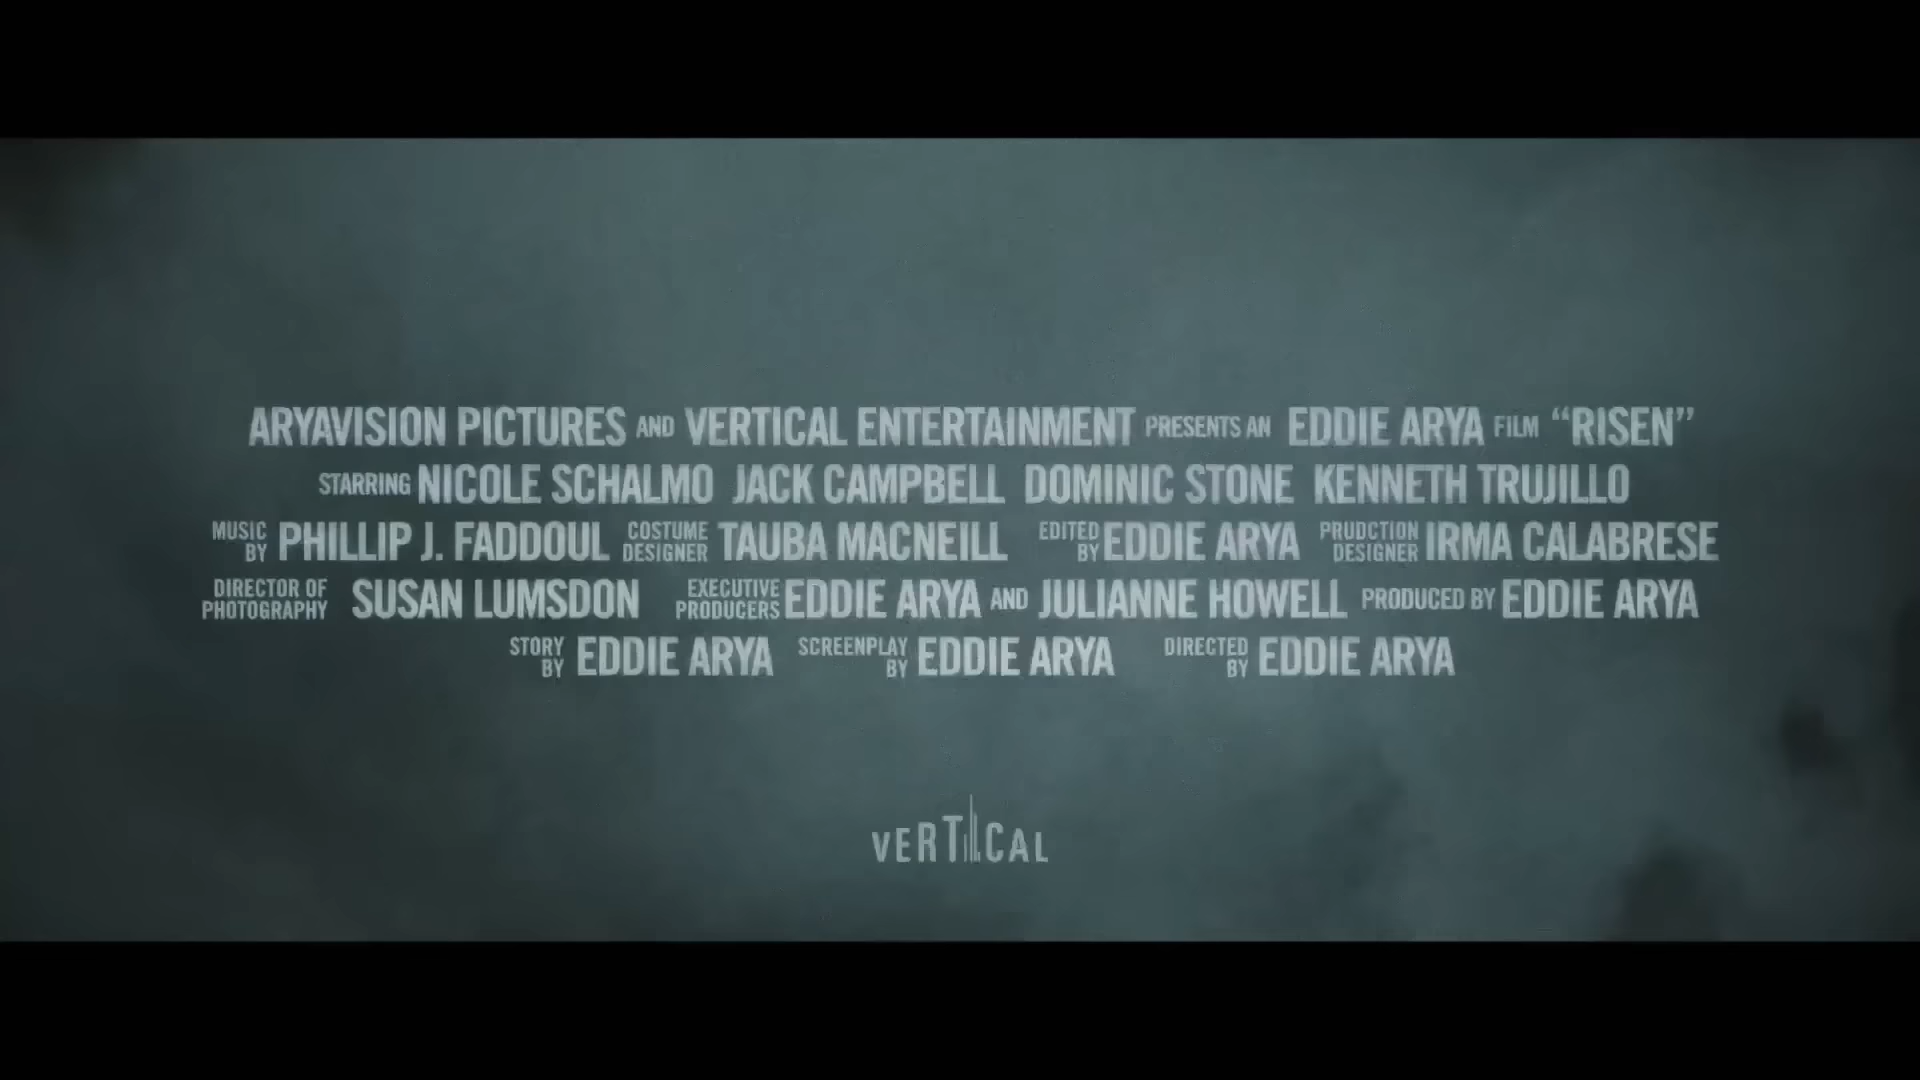 ARYAVISION PICTURES AND VERTICAL ENTERTAINMENT PRESENTS AN EDDIE ARYA FILM “RISEN”
STARRING NICOLE SCHALMO JACK CAMPBELL DOMINIC STONE KENNETH TRUJILLO
MUSIC BY PHILLIP J. FADDOUL COSTUME DESIGNER TAUBA MACNEILL EDITED BY EDDIE ARYA PRUDCTION DESIGNER IRMA CALABRESE
DIRECTOR OF PHOTOGRAPHY SUSAN LUMSDON EXECUTIVE PRODUCERS EDDIE ARYA AND JULIANNE HOWELL PRODUCED BY EDDIE ARYA
STORY BY EDDIE ARYA SCREENPLAY BY EDDIE ARYA DIRECTED BY EDDIE ARYA
VERTICAL